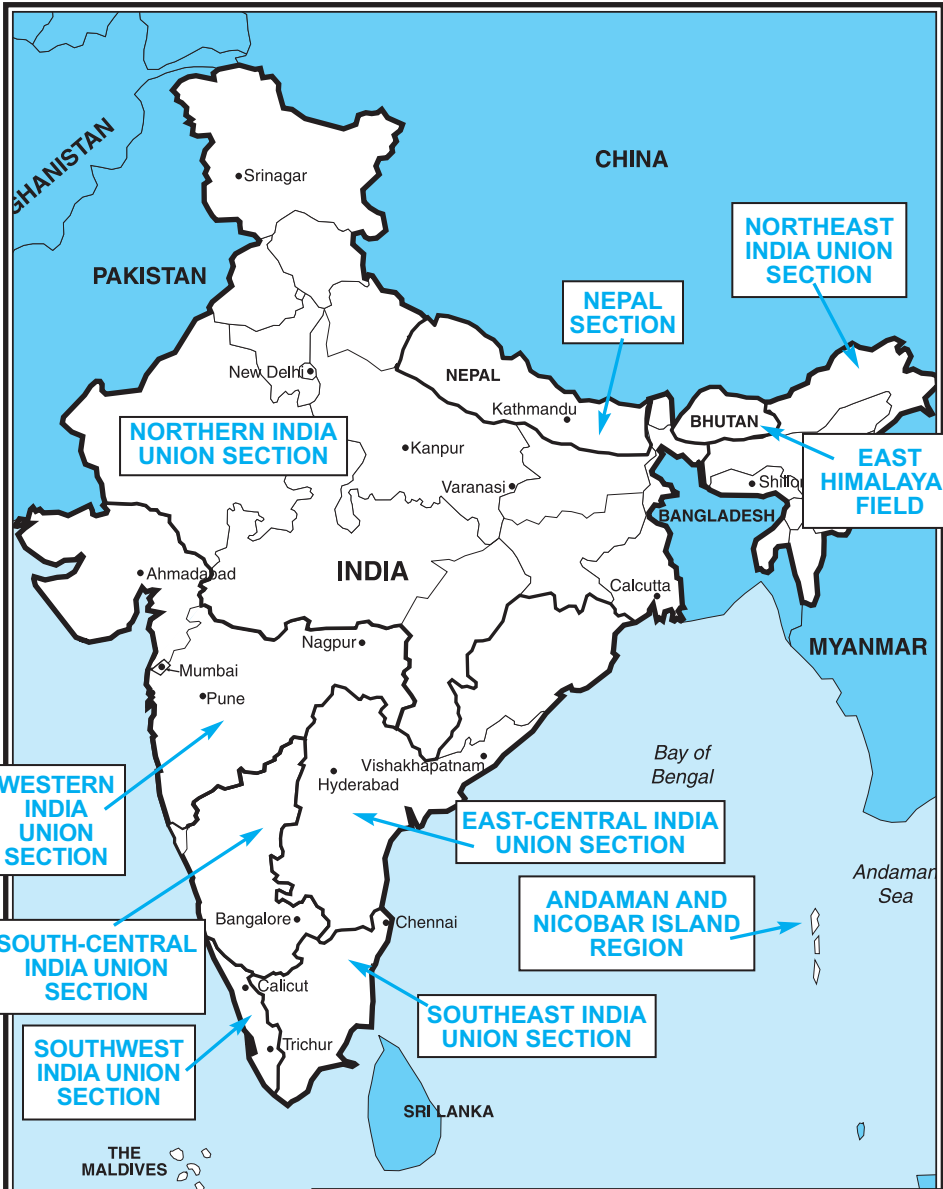 GHANISTAN
CHINA
Srinagar
PAKISTAN
NORTHEAST
INDIA UNION
SECTION
NEPAL
SECTION
New Delhi
NEPAL
Kathmandu
BHUTAN
NORTHERN INDIA
UNION SECTION
Kanpur
Varanasi
Shillon
EAST
HIMALAYA
FIELD
BANGLADESH
INDIA
Ahmadabad
Calcutta
Nagpur
MYANMAR
Mumbai
Pune
Bay of
Bengal
Vishakhapatnam
Hyderabad
WESTERN
INDIA
UNION
SECTION
EAST-CENTRAL INDIA
UNION SECTION
Andaman
Sea
ANDAMAN AND
NICOBAR ISLAND
REGION
Bangalore
Chennai
SOUTH-CENTRAL
INDIA UNION
SECTION
Calicut
SOUTHEAST INDIA
UNION SECTION
SOUTHWEST
INDIA UNION
SECTION
Trichur
SRI LANKA
THE
MALDIVES